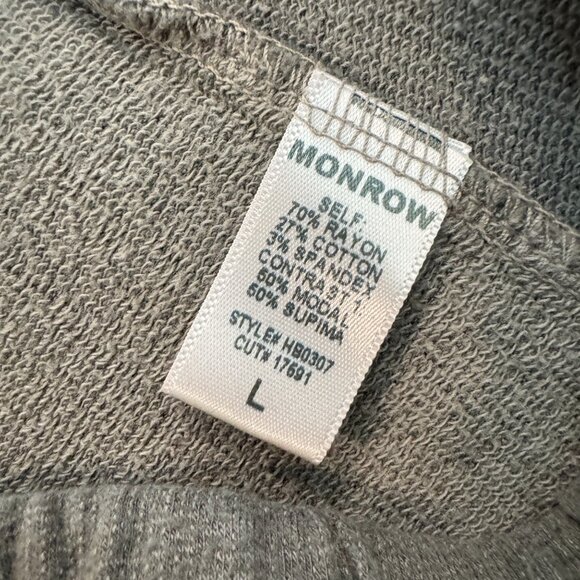 MONROW
SELF.
70% RAYON
27% COTTON
3% SPANDEX
CONTRAST 1
50% MODAL
50% SUPIMA
STYLE# HB0307
CUT# 17691
L